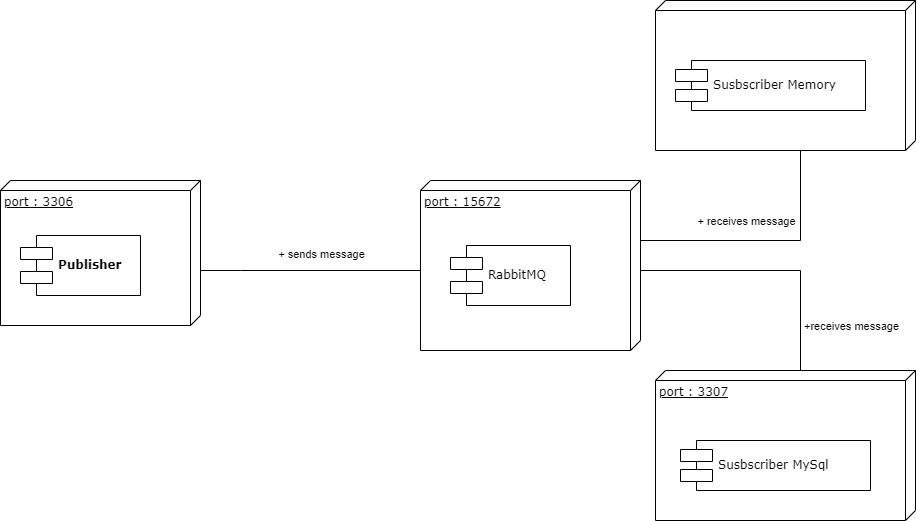 Susbscriber Memory
port : 3306
port : 15672
+ receives message
+ sends message
Publisher
RabbitMQ
+receives message
port : 3307
Susbscriber MySql